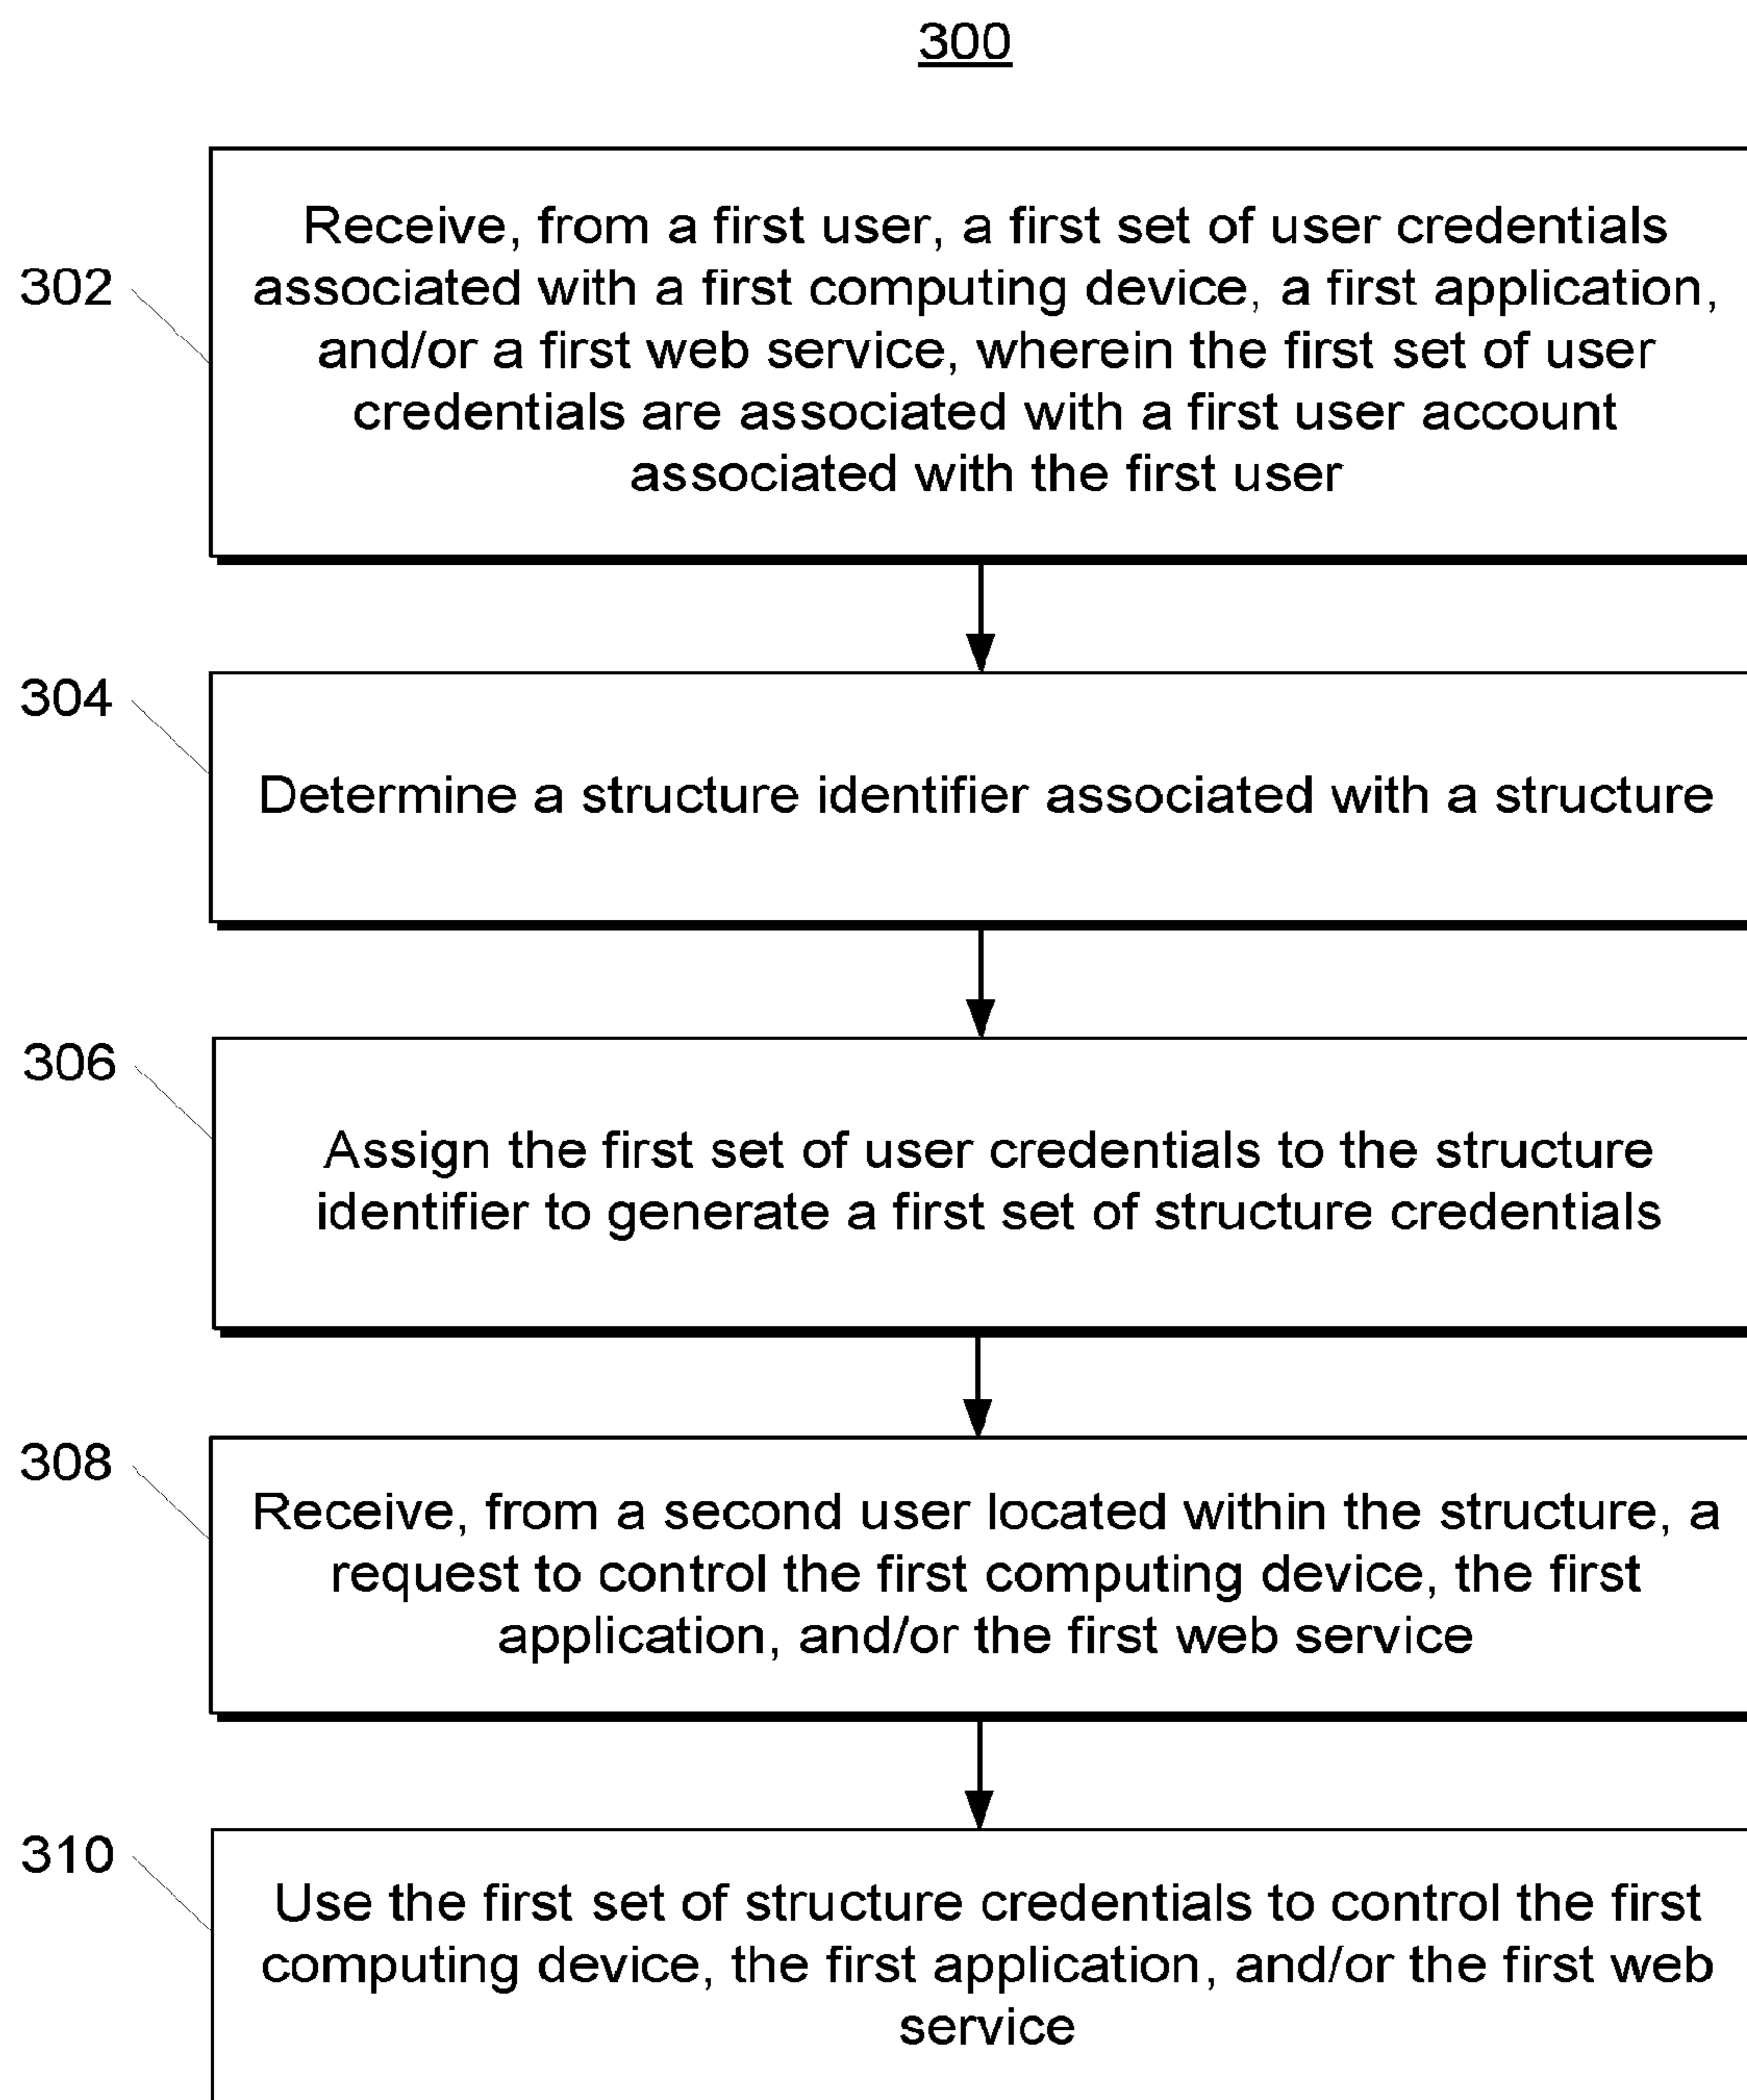 300
302
Receive, from a first user, a first set of user credentials
associated with a first computing device, a first application,
and/or a first web service, wherein the first set of user
credentials are associated with a first user account
associated with the first user
304
Determine a structure identifier associated with a structure
306
Assign the first set of user credentials to the structure
identifier to generate a first set of structure credentials
308
Receive, from a second user located within the structure, a
request to control the first computing device, the first
application, and/or the first web service
310
Use the first set of structure credentials to control the first
computing device, the first application, and/or the first web
service